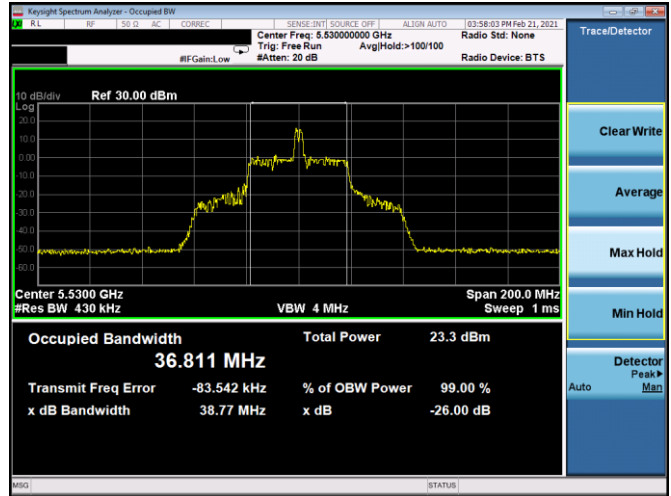 Keysight Spectrum Analyzer - Occupied BW
LXI RL RF 50 Ω AC CORREC SENSE:INT SOURCE OFF ALIGN AUTO 03:58:03 PM Feb 21, 2021
Center Freq: 5.530000000 GHz Radio Std: None
Trig: Free Run Avg|Hold:>100/100
#IFGain:Low #Atten: 20 dB Radio Device: BTS
Trace/Detector
10 dB/div Ref 30.00 dBm
Log
20.0
10.0
0.00
-10.0
-20.0
-30.0
-40.0
-50.0
-60.0
Center 5.5300 GHz Span 200.0 MHz
#Res BW 430 kHz VBW 4 MHz Sweep 1 ms
Occupied Bandwidth Total Power 23.3 dBm
36.811 MHz
Transmit Freq Error -83.542 kHz % of OBW Power 99.00 %
x dB Bandwidth 38.77 MHz x dB -26.00 dB
Clear Write
Average
Max Hold
Min Hold
Detector
Peak▶
Auto Man
MSG STATUS